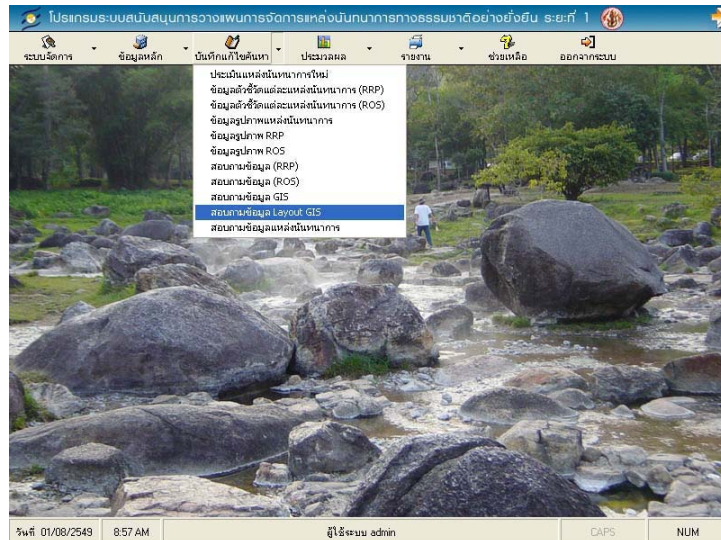 โปรแกรมระบบสนับสนุนการวางแผนการจัดการแหล่งนันทนาการทางธรรมชาติอย่างยั่งยืน ระยะที่ 1
ระบบจัดการ ข้อมูลหลัก บันทึกแก้ไขค้นหา ประมวลผล รายงาน ช่วยเหลือ ออกจากระบบ
ประเมินแหล่งนันทนาการใหม่
ข้อมูลตัวชี้วัดแต่ละแหล่งนันทนาการ (RRP)
ข้อมูลตัวชี้วัดแต่ละแหล่งนันทนาการ (ROS)
ข้อมูลรูปภาพแหล่งนันทนาการ
ข้อมูลรูปภาพ RRP
ข้อมูลรูปภาพ ROS
สอบถามข้อมูล (RRP)
สอบถามข้อมูล (ROS)
สอบถามข้อมูล GIS
สอบถามข้อมูล Layout GIS
สอบถามข้อมูลแหล่งนันทนาการ
วันที่ 01/08/2549 8:57 AM ผู้ใช้ระบบ admin CAPS NUM